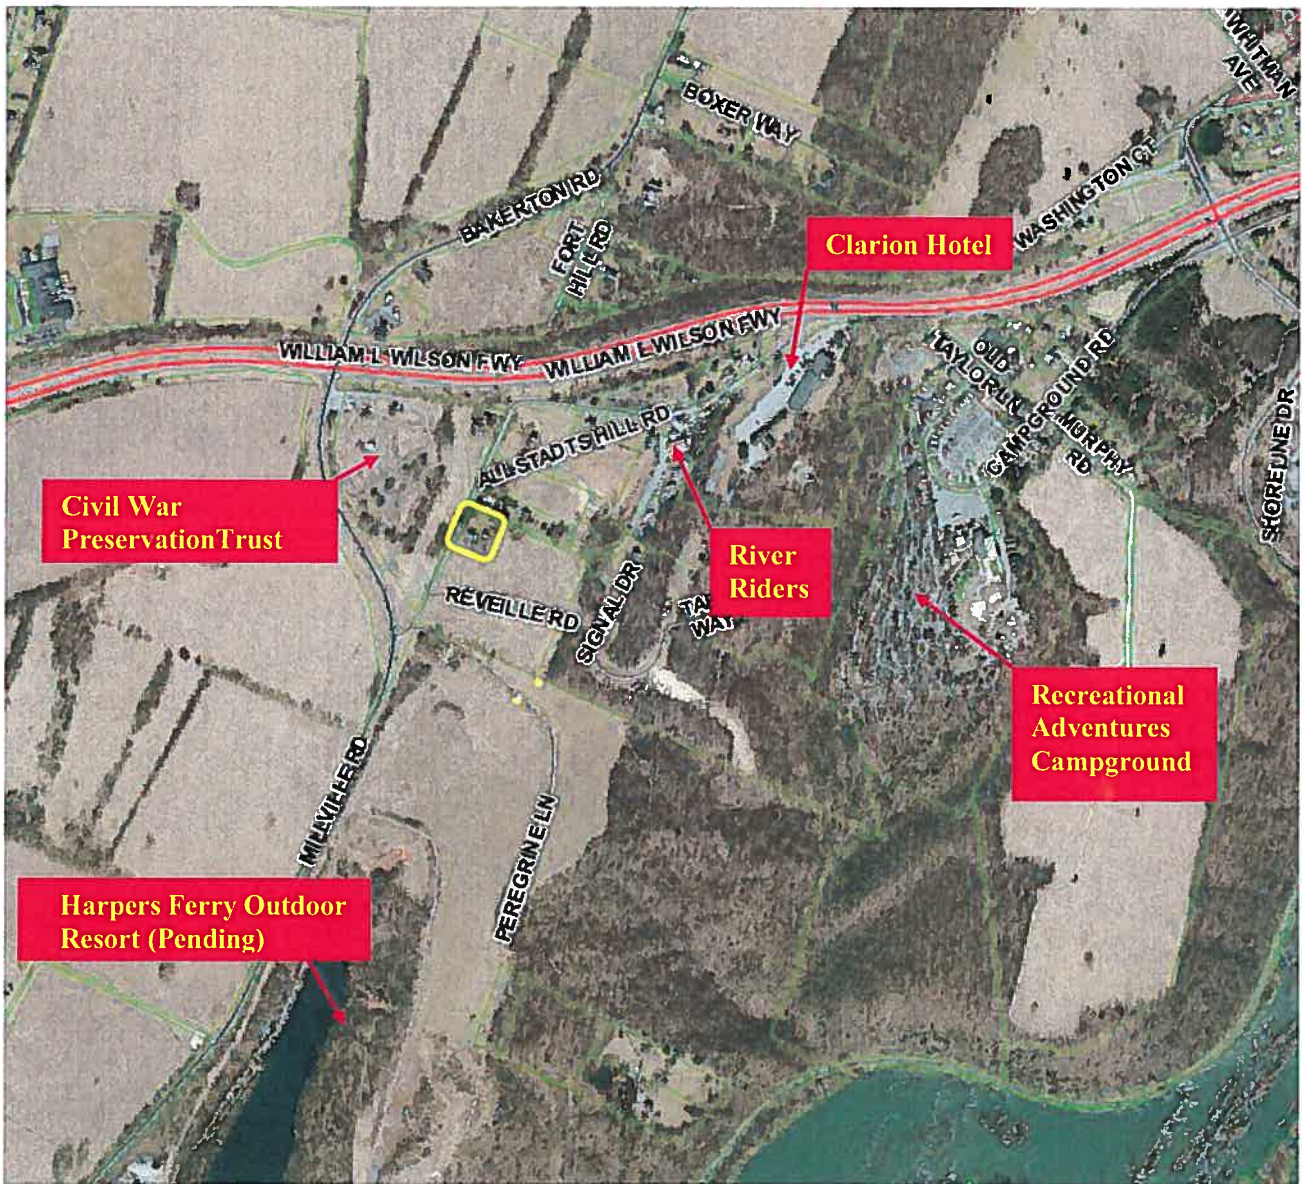 WHITMAN
AVE
BOXER WAY
WASHINGTON CT
BAKERTON RD
FORT
HILL RD
Clarion Hotel
WILLIAM L WILSON FWY
WILLIAM L WILSON FWY
OLD
TAYLOR LN
CAMPGROUND RD
MURPHY
RD
SHORELINE DR
ALLSTADTS HILL RD
Civil War
PreservationTrust
River
Riders
REVEILLE RD
SIGNAL DR
WAY
Recreational
Adventures
Campground
MILLVILLE RD
PEREGRINE LN
Harpers Ferry Outdoor
Resort (Pending)